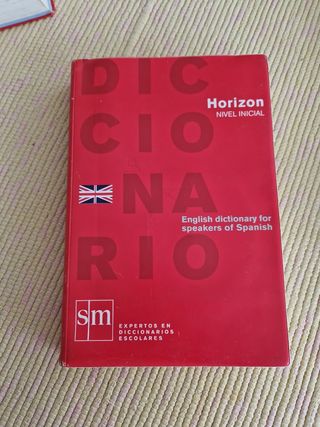 DIC
CIO
NA
RIO
Horizon
NIVEL INICIAL
English dictionary for
speakers of Spanish
sm
EXPERTOS EN
DICCIONARIOS
ESCOLARES